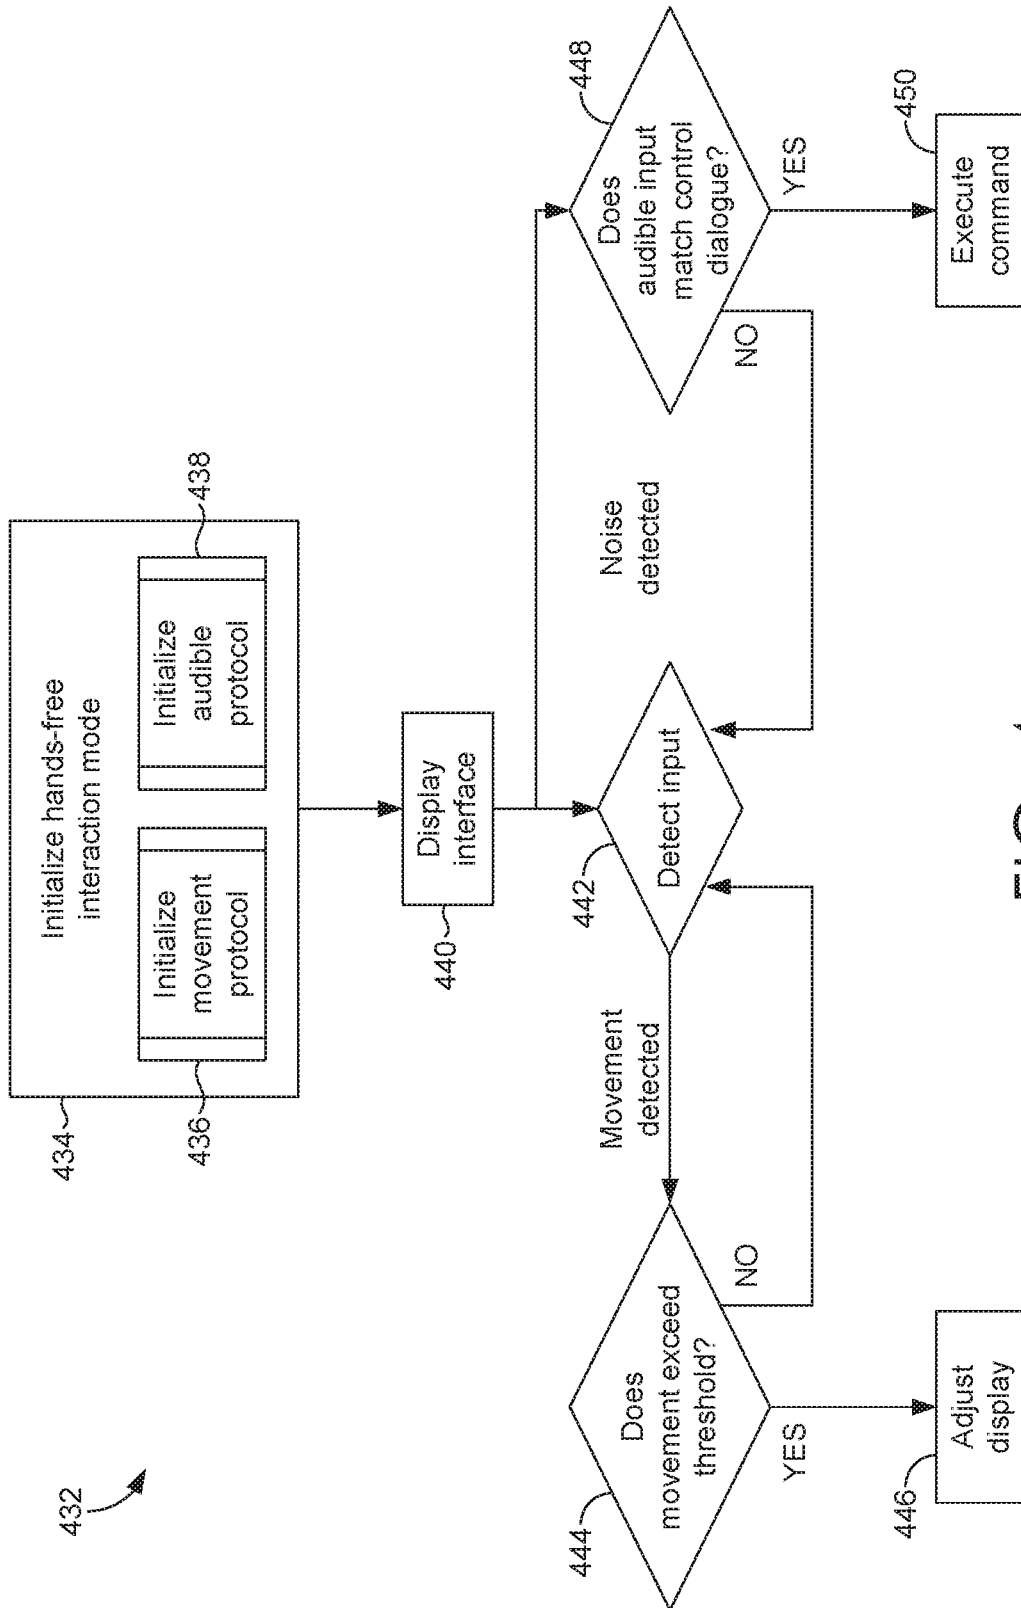 432
434
Initialize hands-free
interaction mode
436
Initialize
movement
protocol
438
Initialize
audible
protocol
440
Display
interface
442
Detect input
Movement
detected
Noise
detected
444
Does
movement exceed
threshold?
NO
YES
446
Adjust
display
448
Does
audible input
match control
dialogue?
NO
YES
450
Execute
command